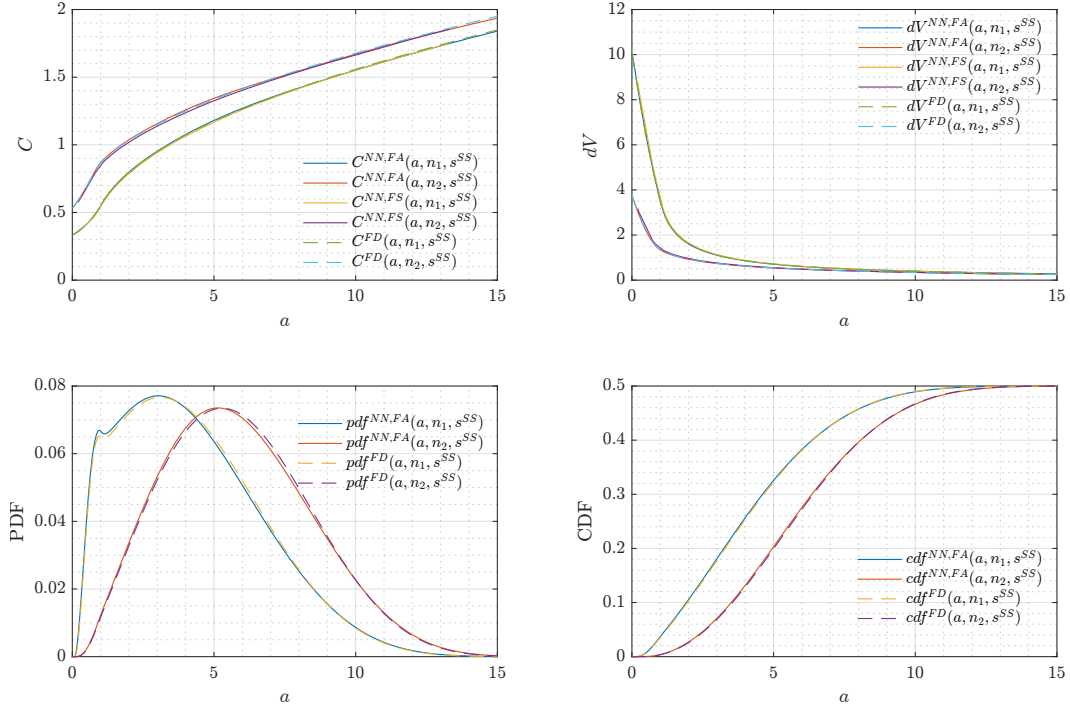 2
1.5
1
0.5
0
C
C^{NN,FA}(a, n_1, s^{SS})
C^{NN,FA}(a, n_2, s^{SS})
C^{NN,FS}(a, n_1, s^{SS})
C^{NN,FS}(a, n_2, s^{SS})
C^{FD}(a, n_1, s^{SS})
C^{FD}(a, n_2, s^{SS})
0 5 10 15
a
12
10
8
6
4
2
0
dV
dV^{NN,FA}(a, n_1, s^{SS})
dV^{NN,FA}(a, n_2, s^{SS})
dV^{NN,FS}(a, n_1, s^{SS})
dV^{NN,FS}(a, n_2, s^{SS})
dV^{FD}(a, n_1, s^{SS})
dV^{FD}(a, n_2, s^{SS})
0 5 10 15
a
0.08
0.06
0.04
0.02
0
PDF
pdf^{NN,FA}(a, n_1, s^{SS})
pdf^{NN,FA}(a, n_2, s^{SS})
pdf^{FD}(a, n_1, s^{SS})
pdf^{FD}(a, n_2, s^{SS})
0 5 10 15
a
0.5
0.4
0.3
0.2
0.1
0
CDF
cdf^{NN,FA}(a, n_1, s^{SS})
cdf^{NN,FA}(a, n_2, s^{SS})
cdf^{FD}(a, n_1, s^{SS})
cdf^{FD}(a, n_2, s^{SS})
0 5 10 15
a